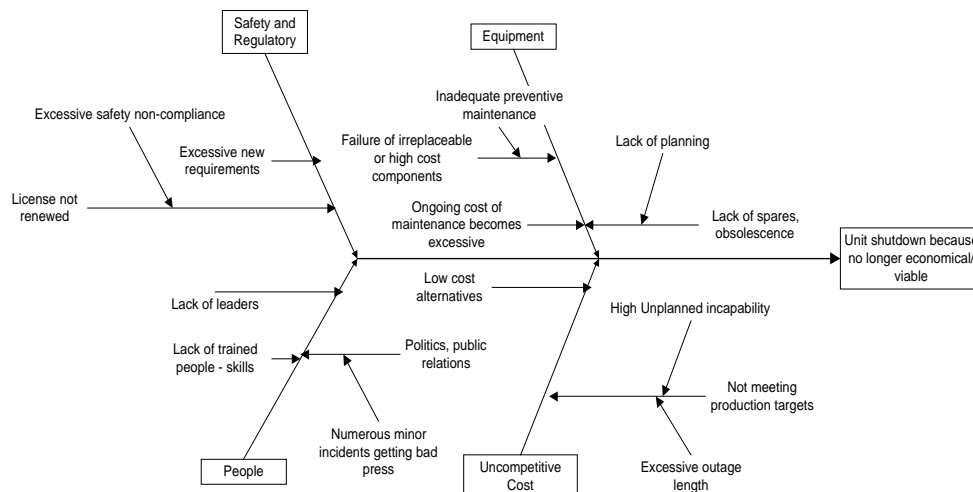 Safety and
Regulatory
Equipment
Inadequate preventive
maintenance
Excessive safety non-compliance
Failure of irreplaceable
or high cost
components
Lack of planning
Excessive new
requirements
License not
renewed
Ongoing cost of
maintenance becomes
excessive
Lack of spares,
obsolescence
Unit shutdown because
no longer economical/
viable
Lack of leaders
Low cost
alternatives
High Unplanned incapability
Lack of trained
people - skills
Politics, public
relations
Not meeting
production targets
Numerous minor
incidents getting bad
press
People
Uncompetitive
Cost
Excessive outage
length